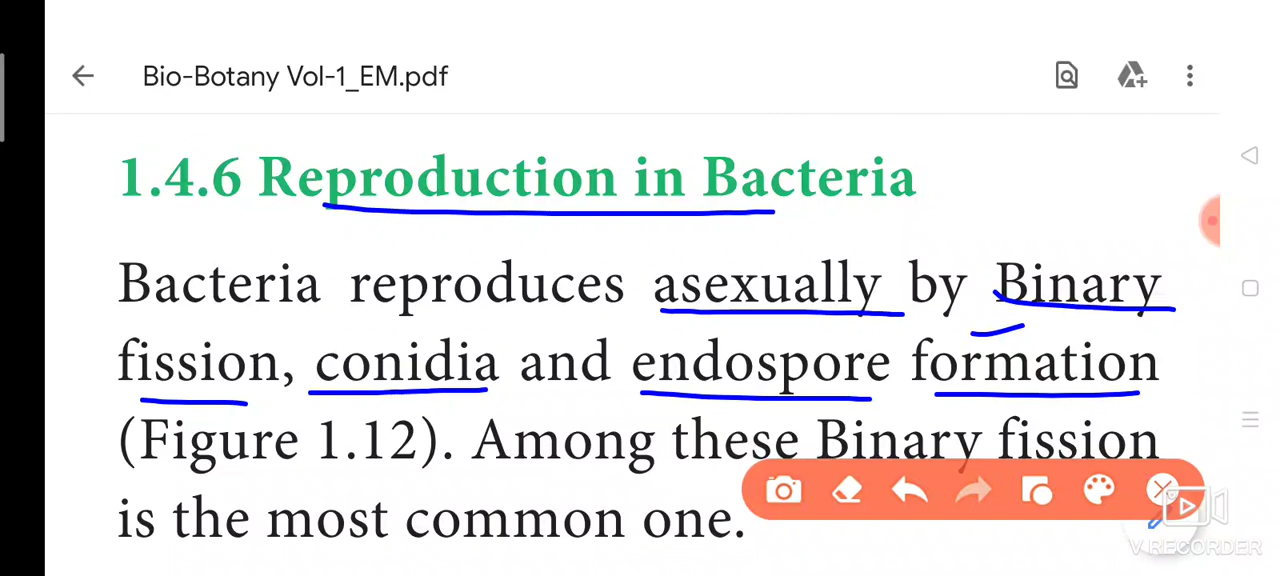 Bio-Botany Vol-1_EM.pdf
1.4.6 Reproduction in Bacteria
Bacteria reproduces asexually by Binary
fission, conidia and endospore formation
(Figure 1.12). Among these Binary fission
is the most common one.
V RECORDER